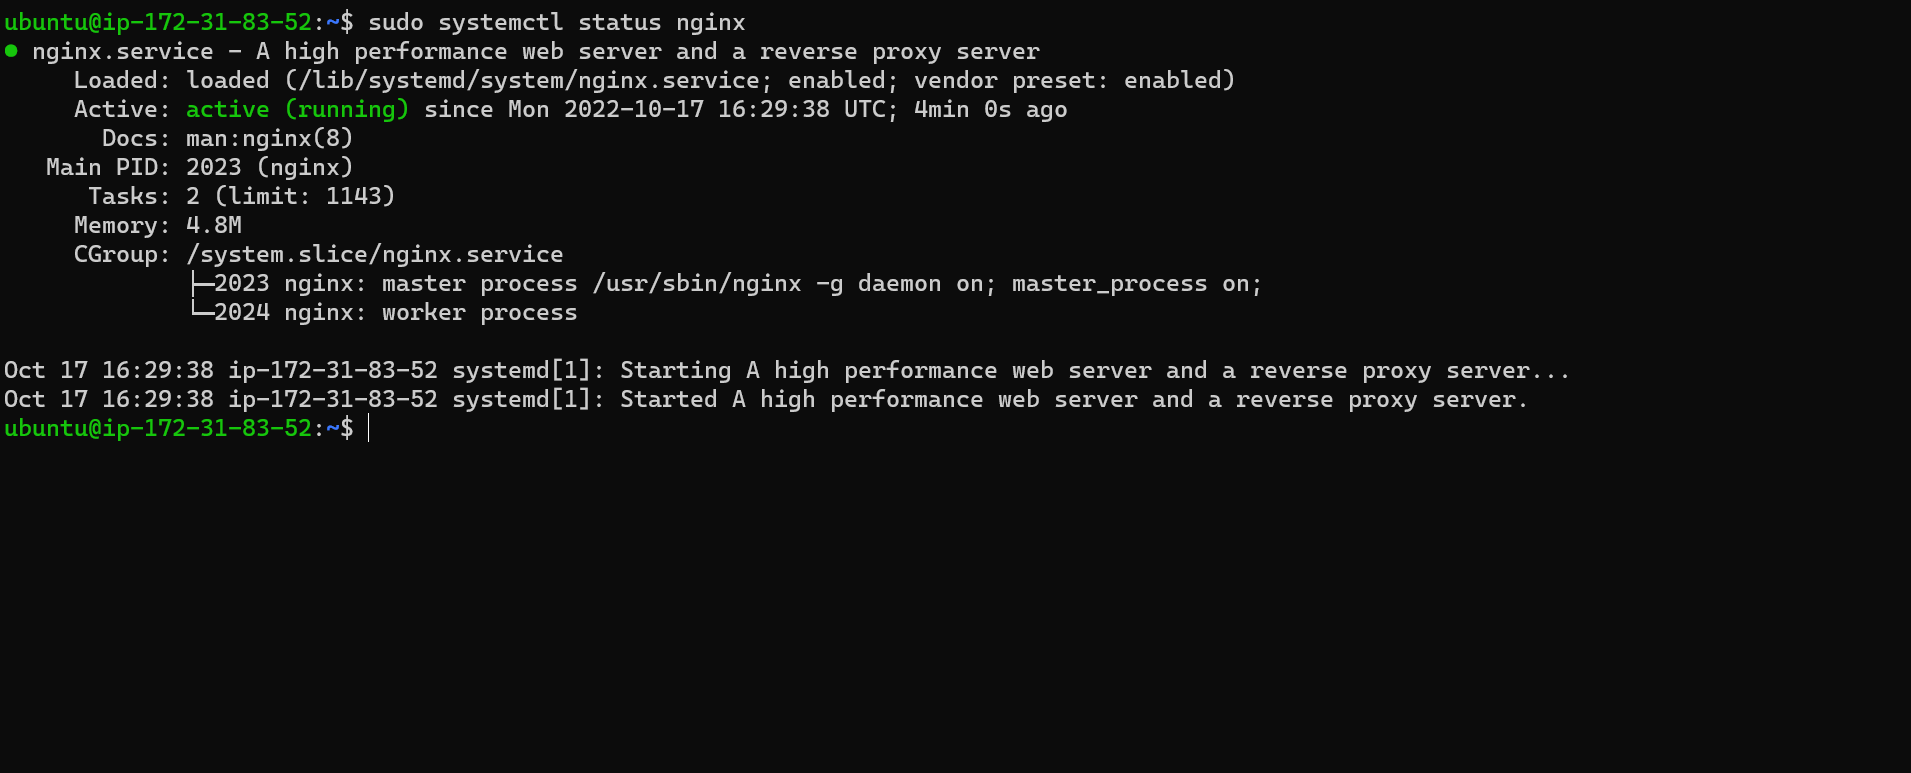 ubuntu@ip-172-31-83-52:~$ sudo systemctl status nginx
● nginx.service - A high performance web server and a reverse proxy server
     Loaded: loaded (/lib/systemd/system/nginx.service; enabled; vendor preset: enabled)
     Active: active (running) since Mon 2022-10-17 16:29:38 UTC; 4min 0s ago
       Docs: man:nginx(8)
   Main PID: 2023 (nginx)
      Tasks: 2 (limit: 1143)
     Memory: 4.8M
     CGroup: /system.slice/nginx.service
             ├─2023 nginx: master process /usr/sbin/nginx -g daemon on; master_process on;
             └─2024 nginx: worker process

Oct 17 16:29:38 ip-172-31-83-52 systemd[1]: Starting A high performance web server and a reverse proxy server...
Oct 17 16:29:38 ip-172-31-83-52 systemd[1]: Started A high performance web server and a reverse proxy server.
ubuntu@ip-172-31-83-52:~$